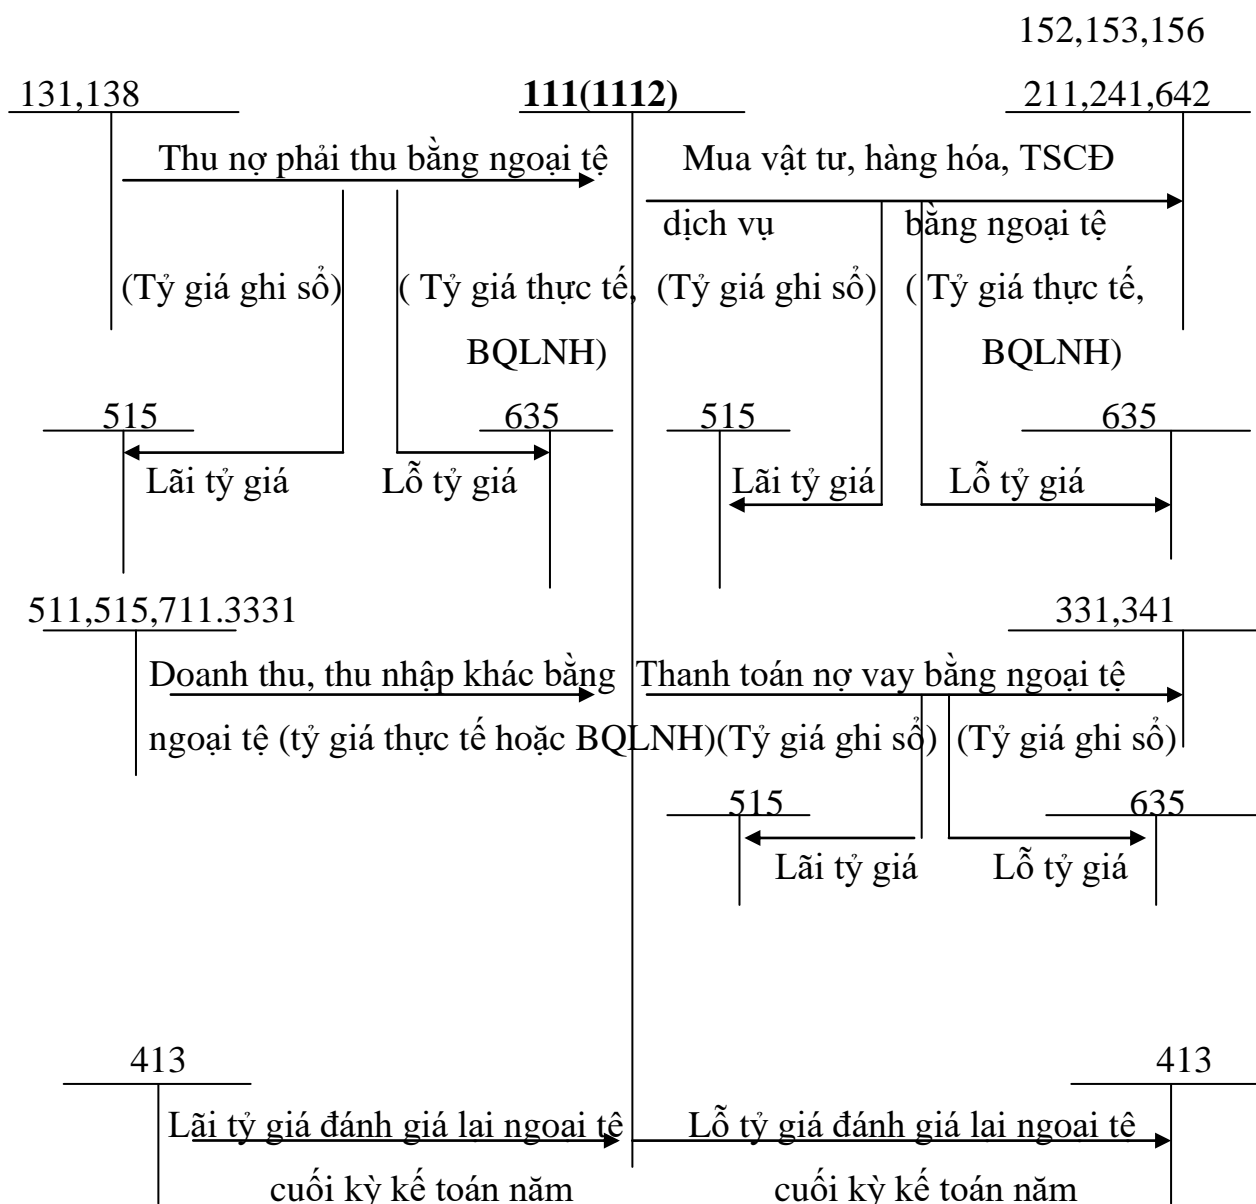 152,153,156
131,138 111(1112) 211,241,642
Thu nợ phải thu bằng ngoại tệ Mua vật tư, hàng hóa, TSCĐ
dịch vụ bằng ngoại tệ
(Tỷ giá ghi sổ) ( Tỷ giá thực tế, (Tỷ giá ghi sổ) ( Tỷ giá thực tế,
BQLNH) BQLNH)
515 635 515 635
Lãi tỷ giá Lỗ tỷ giá Lãi tỷ giá Lỗ tỷ giá
511,515,711.3331 331,341
Doanh thu, thu nhập khác bằng Thanh toán nợ vay bằng ngoại tệ
ngoại tệ (tỷ giá thực tế hoặc BQLNH)(Tỷ giá ghi sổ) (Tỷ giá ghi sổ)
515 635
Lãi tỷ giá Lỗ tỷ giá
413 413
Lãi tỷ giá đánh giá lại ngoại tệ Lỗ tỷ giá đánh giá lại ngoại tệ
cuối kỳ kế toán năm cuối kỳ kế toán năm